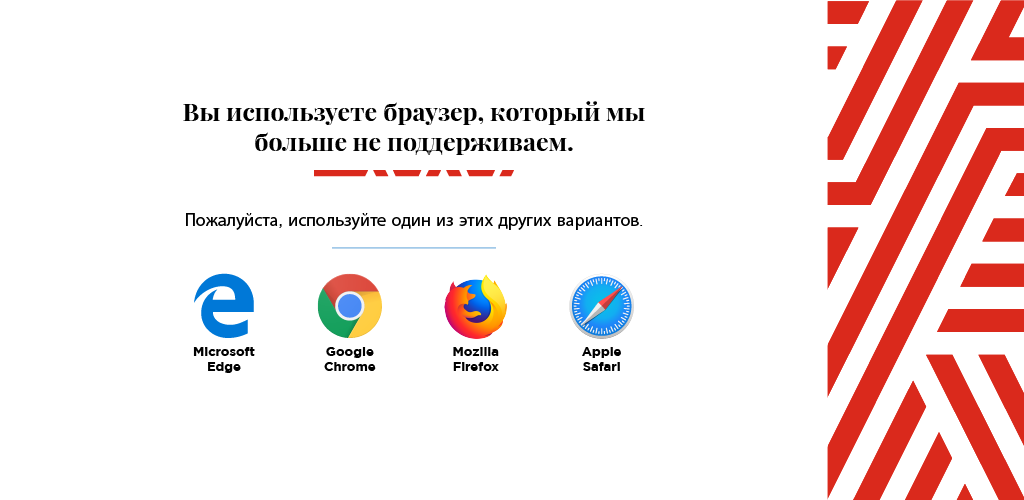 Вы используете браузер, который мы
больше не поддерживаем.
Пожалуйста, используйте один из этих других вариантов.
Microsoft
Edge
Google
Chrome
Mozilla
Firefox
Apple
Safari